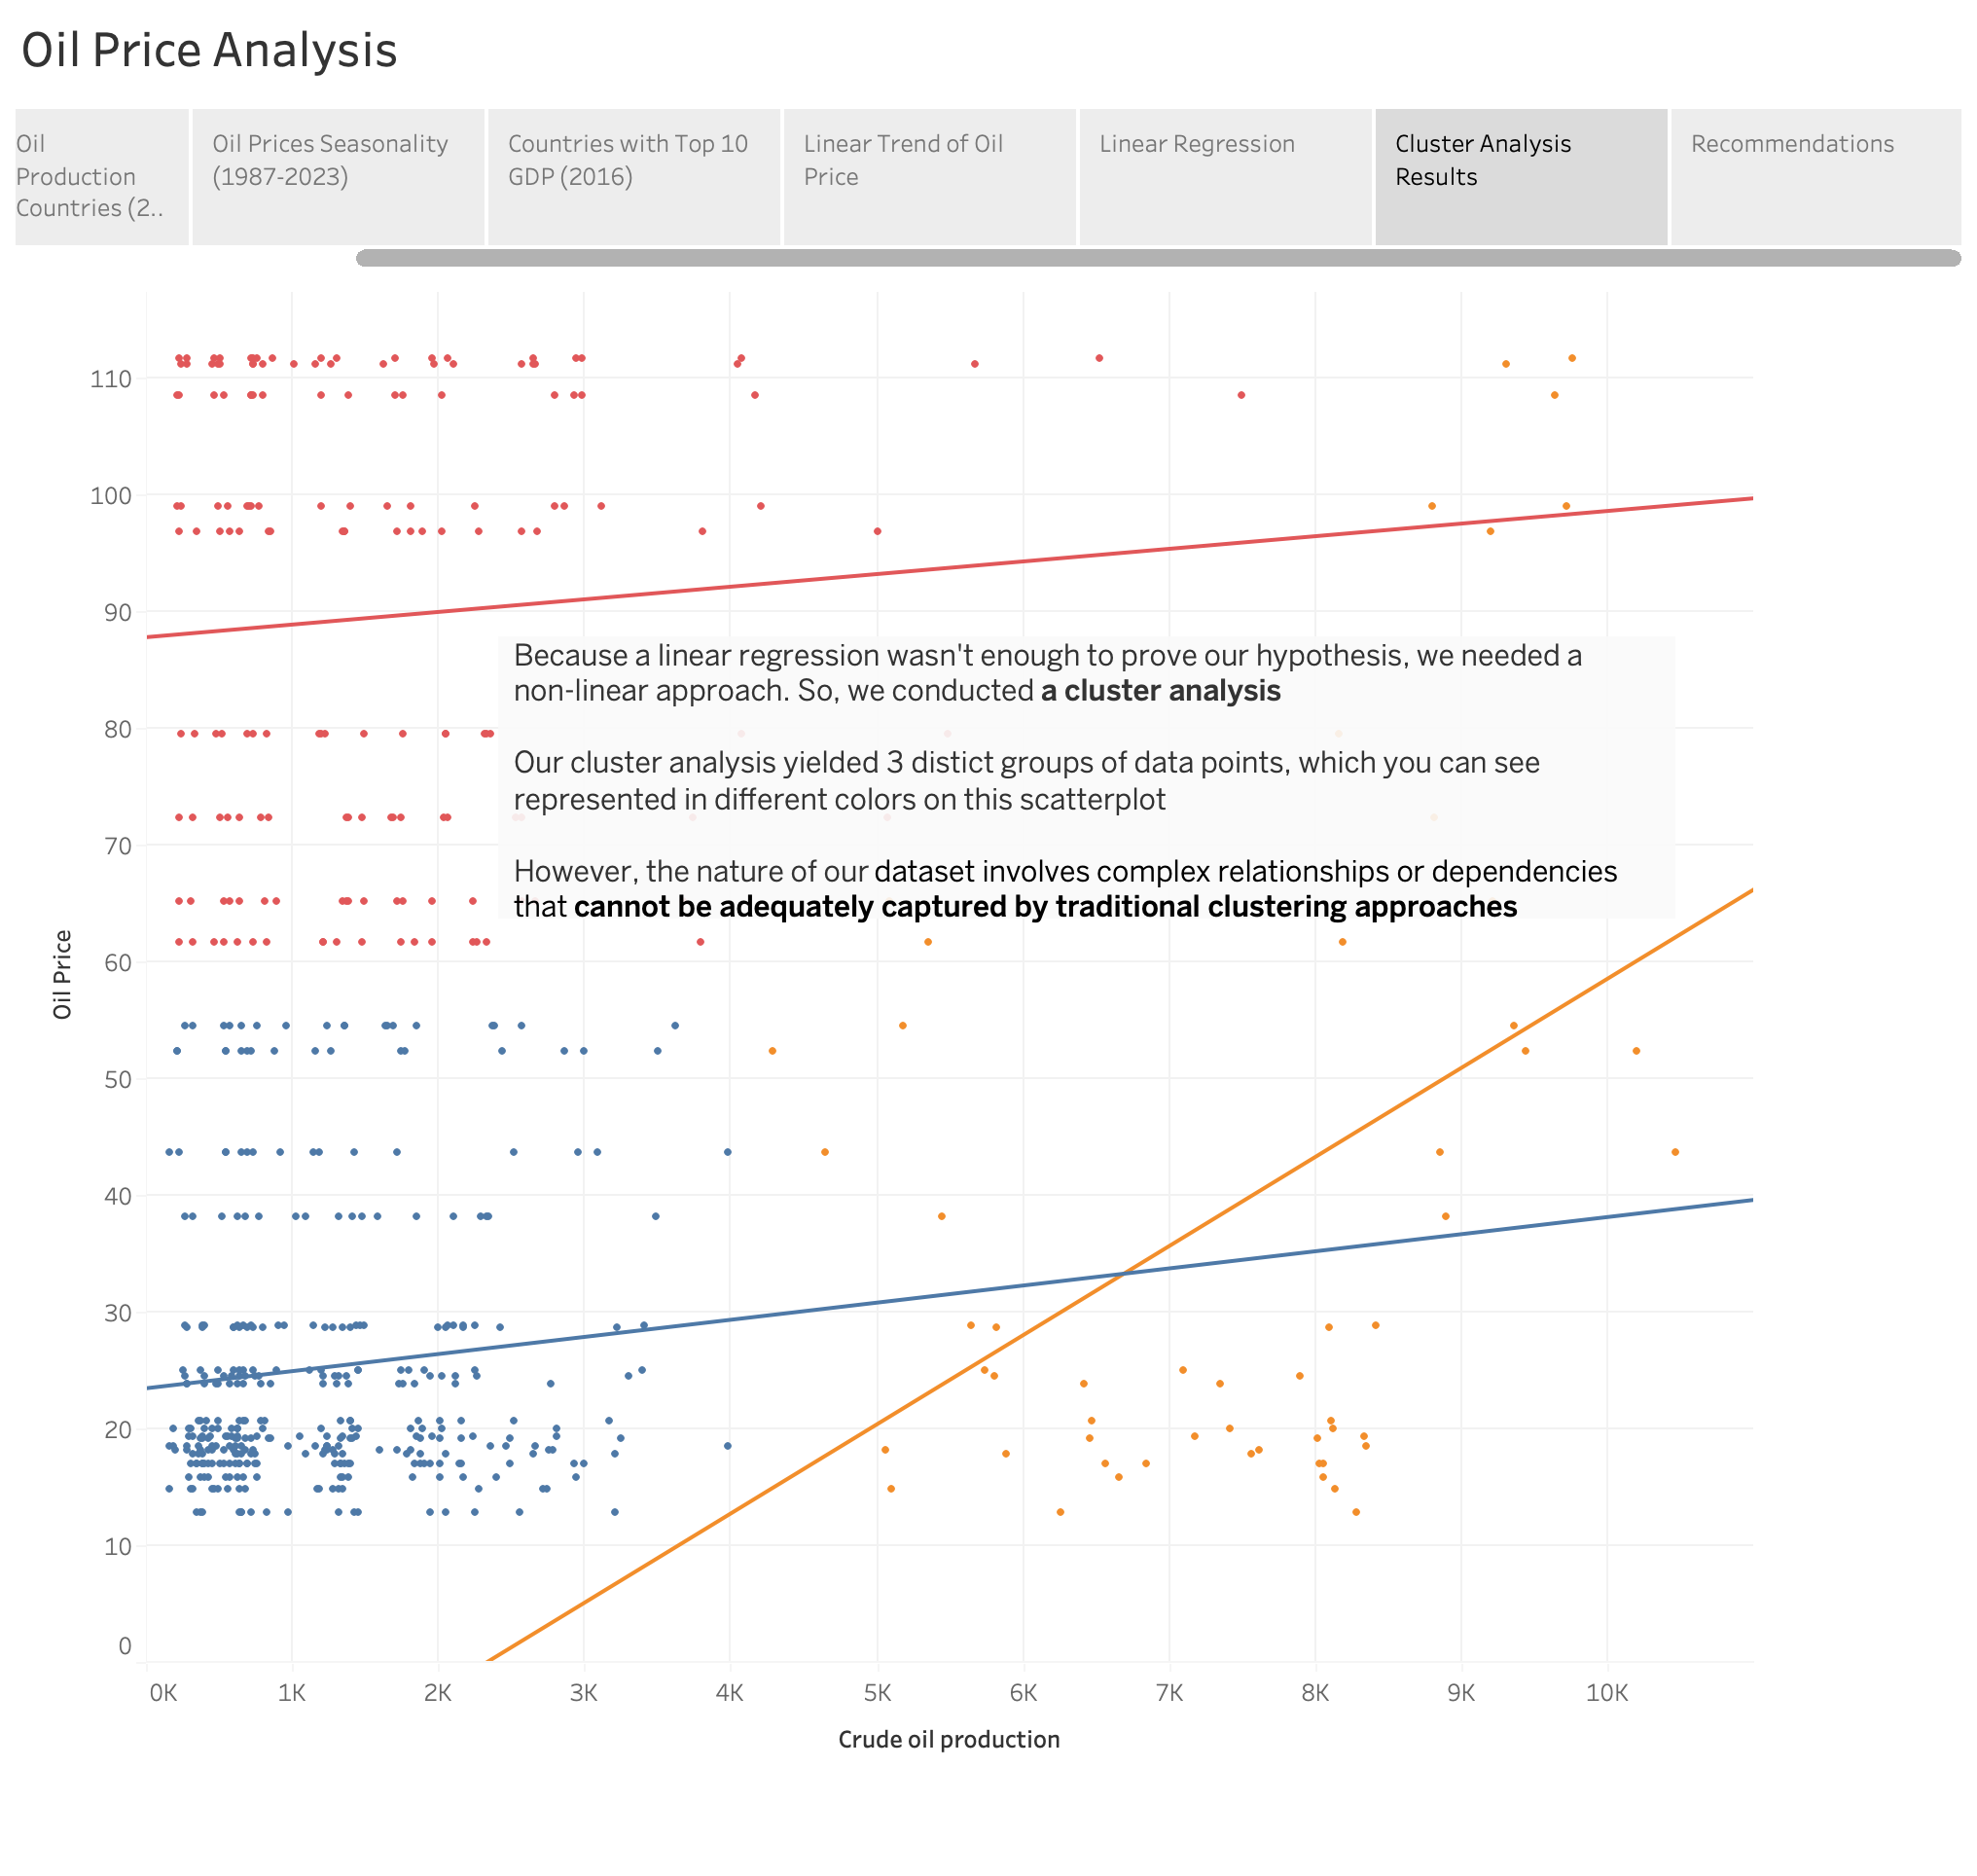 Oil Price Analysis
Oil
Production
Countries (2..
Oil Prices Seasonality
(1987-2023)
Countries with Top 10
GDP (2016)
Linear Trend of Oil
Price
Linear Regression
Cluster Analysis
Results
Recommendations
Because a linear regression wasn't enough to prove our hypothesis, we needed a
non-linear approach. So, we conducted a cluster analysis
Our cluster analysis yielded 3 distict groups of data points, which you can see
represented in different colors on this scatterplot
However, the nature of our dataset involves complex relationships or dependencies
that cannot be adequately captured by traditional clustering approaches
Oil Price
110
100
90
80
70
60
50
40
30
20
10
0
0K 1K 2K 3K 4K 5K 6K 7K 8K 9K 10K
Crude oil production